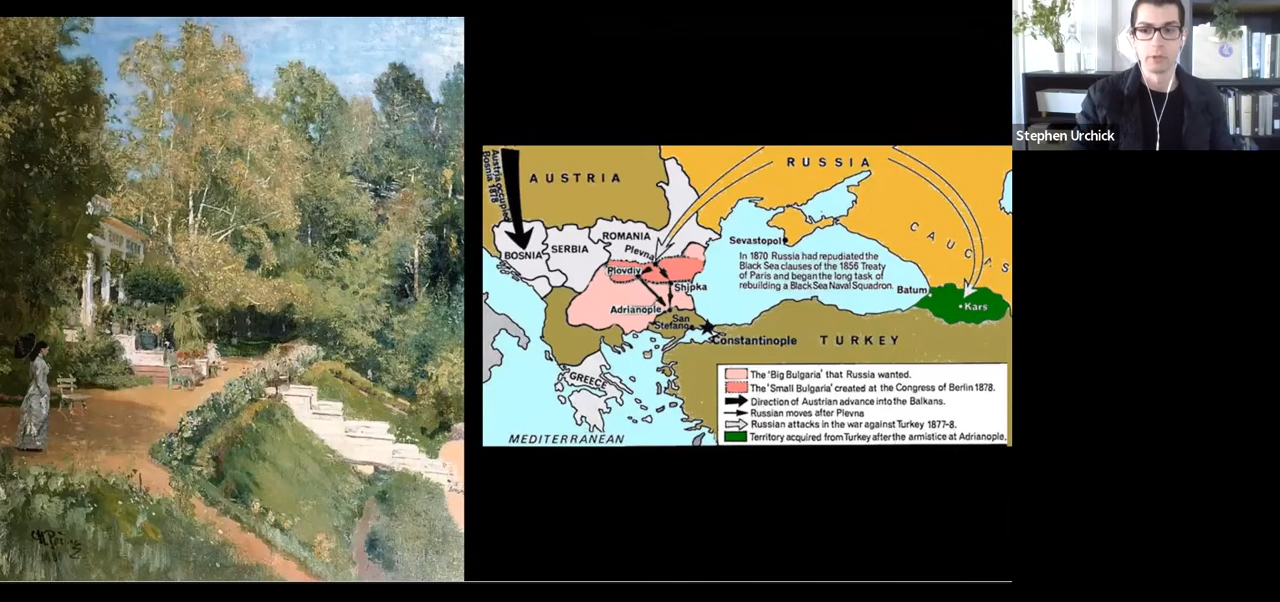 Stephen Urchick
Austria occupied
Bosnia 1878
AUSTRIA
RUSSIA
CAUCAS
ROMANIA
BOSNIA
SERBIA
Plevna
Plovdiv
Shipka
Adrianople
San
Stefano
Constantinople
TURKEY
GREECE
MEDITERRANEAN
Sevastopol
In 1870 Russia had repudiated the
Black Sea clauses of the 1856 Treaty
of Paris and began the long task of
rebuilding a Black Sea Naval Squadron.
Batum
Kars
The 'Big Bulgaria' that Russia wanted.
The 'Small Bulgaria' created at the Congress of Berlin 1878.
Direction of Austrian advance into the Balkans.
Russian moves after Plevna
Russian attacks in the war against Turkey 1877-8.
Territory acquired from Turkey after the armistice at Adrianople.